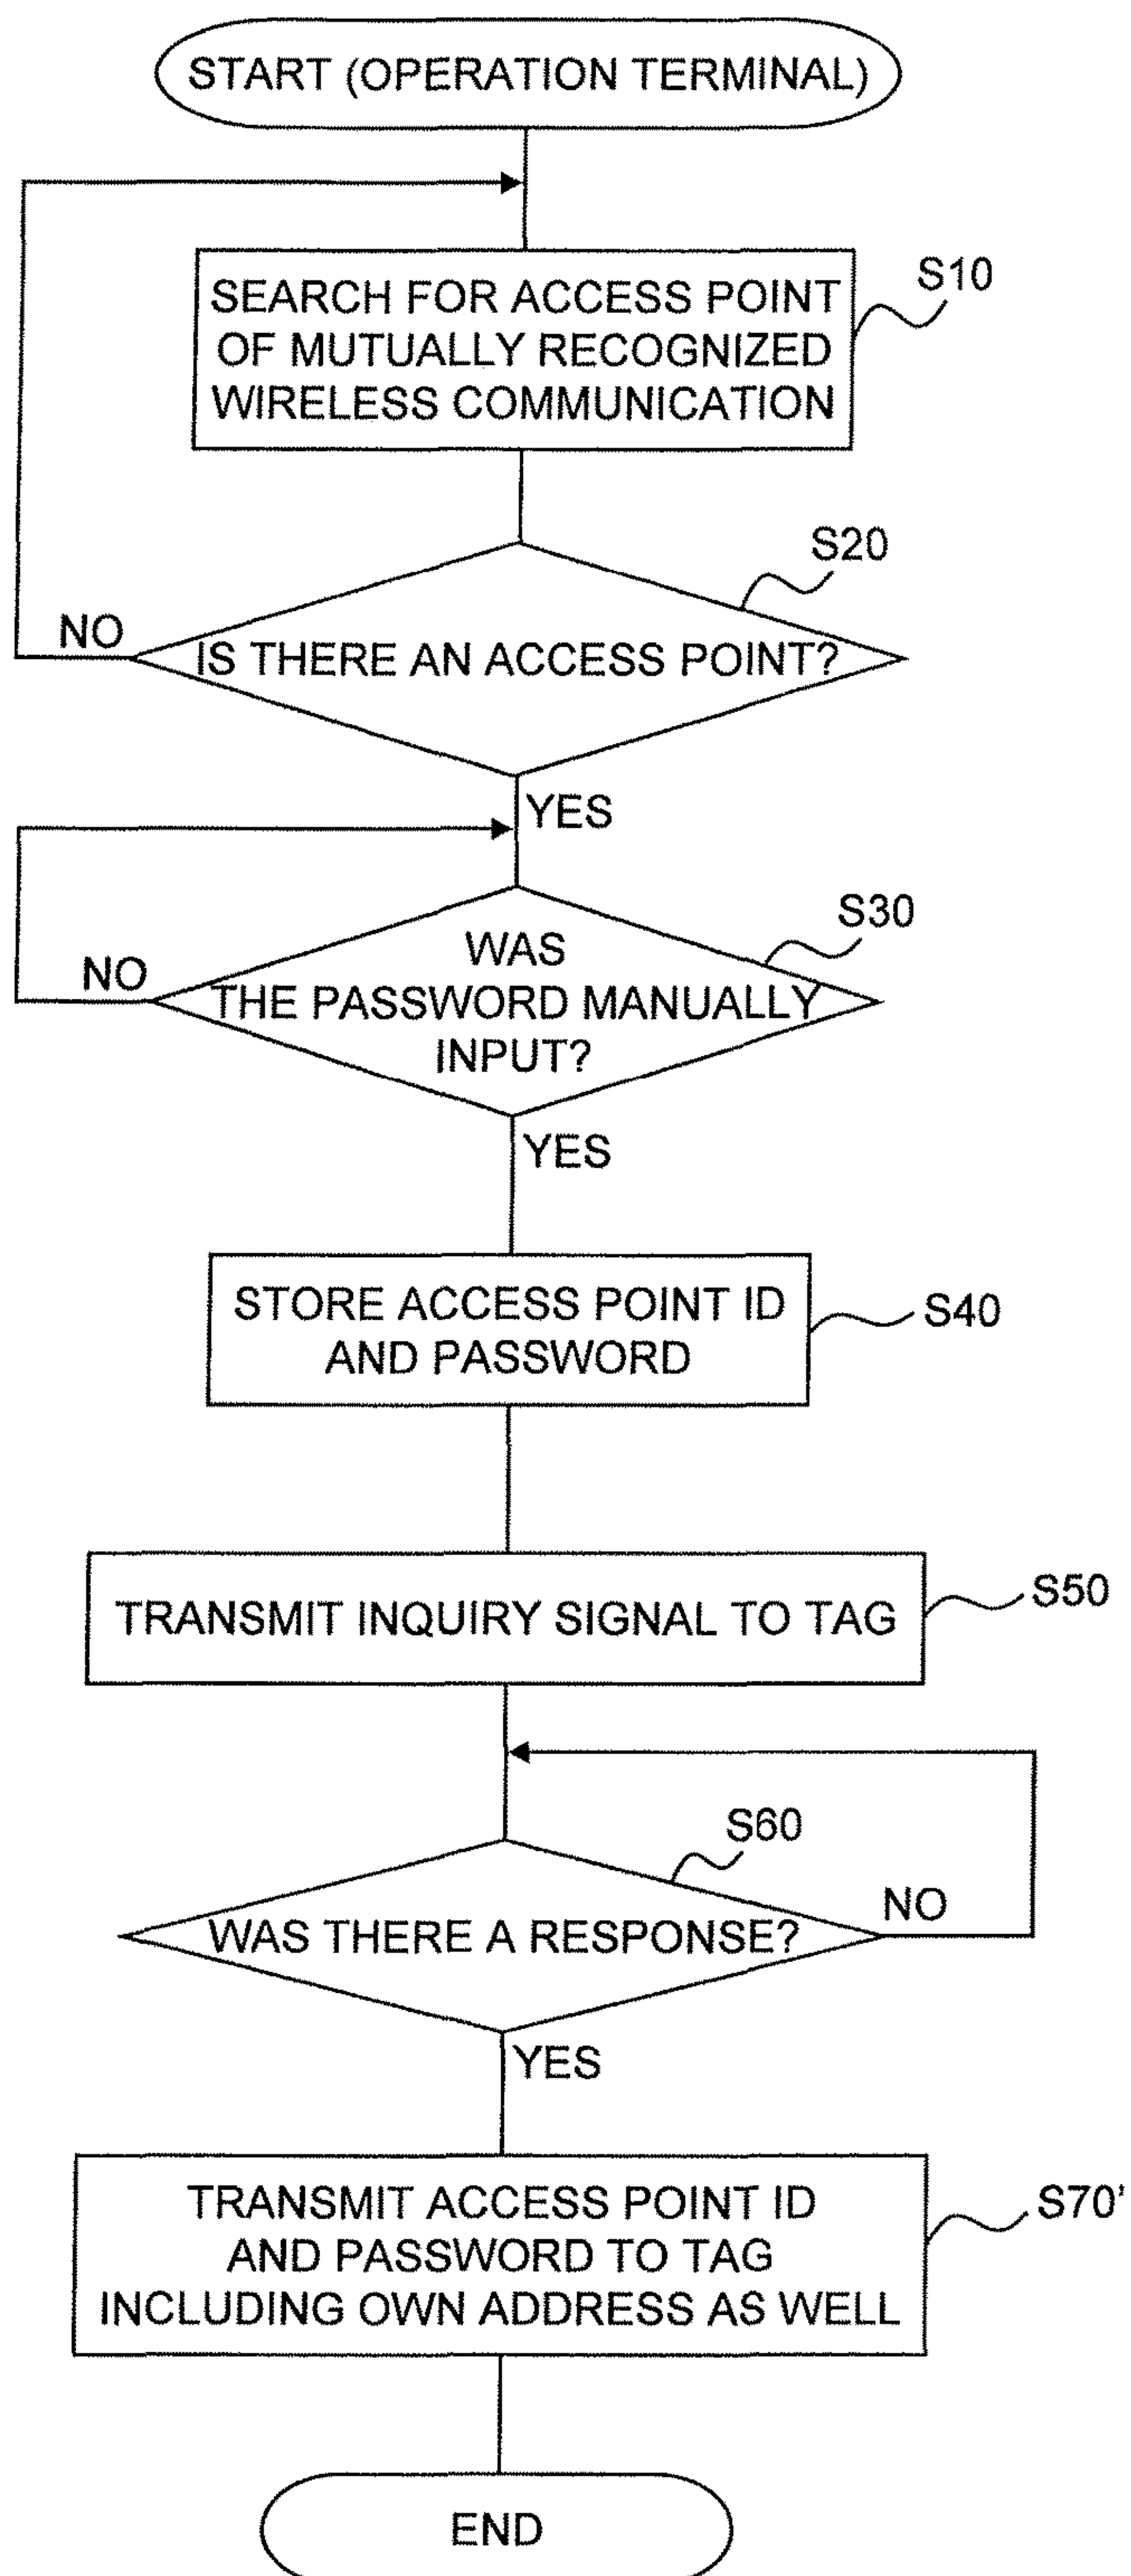 START (OPERATION TERMINAL)
SEARCH FOR ACCESS POINT
OF MUTUALLY RECOGNIZED
WIRELESS COMMUNICATION
S10
S20
NO
IS THERE AN ACCESS POINT?
YES
S30
NO
WAS
THE PASSWORD MANUALLY
INPUT?
YES
STORE ACCESS POINT ID
AND PASSWORD
S40
TRANSMIT INQUIRY SIGNAL TO TAG
S50
S60
NO
WAS THERE A RESPONSE?
YES
TRANSMIT ACCESS POINT ID
AND PASSWORD TO TAG
INCLUDING OWN ADDRESS AS WELL
S70'
END